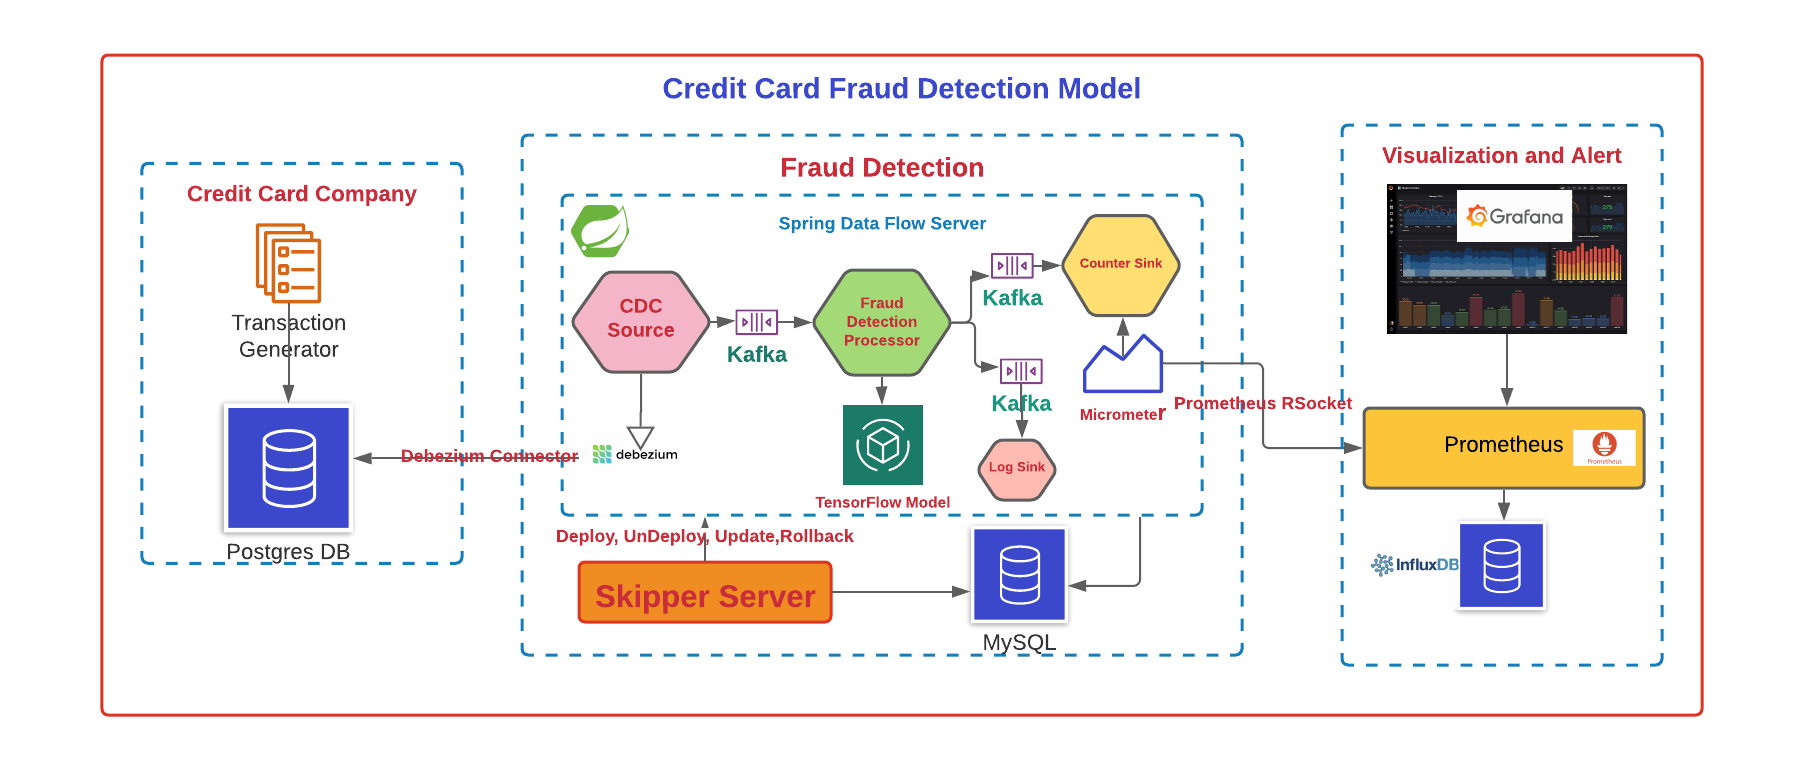 Credit Card Fraud Detection Model
Credit Card Company
Transaction
Generator
Postgres DB
Debezium Connector
Fraud Detection
Spring Data Flow Server
CDC
Source
Kafka
Fraud
Detection
Processor
Kafka
Counter Sink
Kafka
Log Sink
debezium
TensorFlow Model
Micrometer
Prometheus RSocket
Deploy, UnDeploy, Update,Rollback
Skipper Server
MySQL
Visualization and Alert
Grafana
Prometheus
Prometheus
InfluxDB